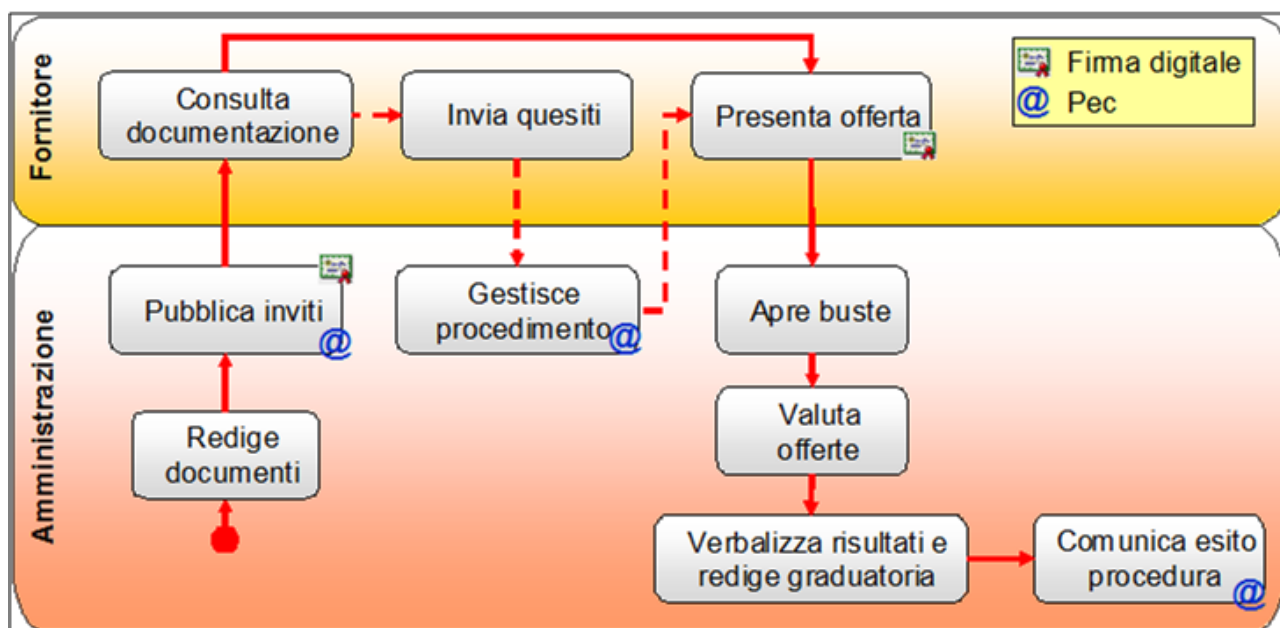 Fornitore
Consulta
documentazione
Invia quesiti
Presenta offerta
Firma digitale
@ Pec
Amministrazione
Pubblica inviti
@
Gestisce
procedimento
@
Apre buste
Redige
documenti
Valuta
offerte
Verbalizza risultati e
redige graduatoria
Comunica esito
procedura
@